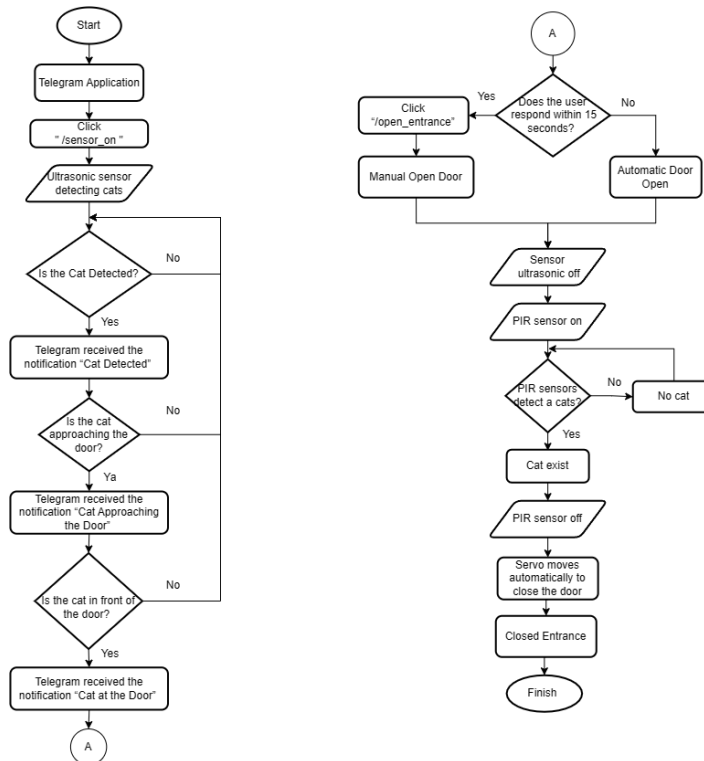 Start
Telegram Application
Click
" /sensor_on "
Ultrasonic sensor
detecting cats
Is the Cat Detected?
No
Yes
Telegram received the
notification “Cat Detected”
Is the cat
approaching the
door?
No
Ya
Telegram received the
notification “Cat Approaching
the Door”
Is the cat in front of
the door?
No
Yes
Telegram received the
notification “Cat at the Door”
A
A
Does the user
respond within 15
seconds?
Yes
No
Click
“/open_entrance”
Manual Open Door
Automatic Door
Open
Sensor
ultrasonic off
PIR sensor on
PIR sensors
detect a cats?
No
No cat
Yes
Cat exist
PIR sensor off
Servo moves
automatically to
close the door
Closed Entrance
Finish